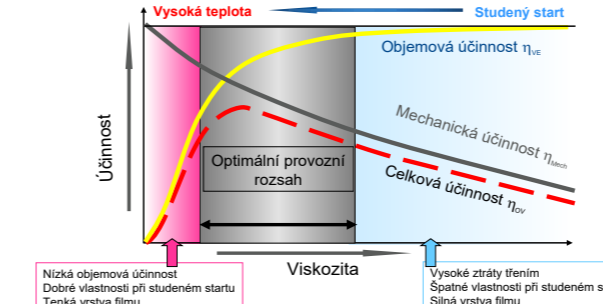 Vysoká teplota
Studený start
Objemová účinnost ηVE
Mechanická účinnost ηMech
Účinnost
Optimální provozní
rozsah
Celková účinnost ηov
Viskozita
Nízká objemová účinnost
Dobré vlastnosti při studeném startu
Tenká vrstva filmu
Vysoké ztráty třením
Špatné vlastnosti při studeném s
Silná vrstva filmu